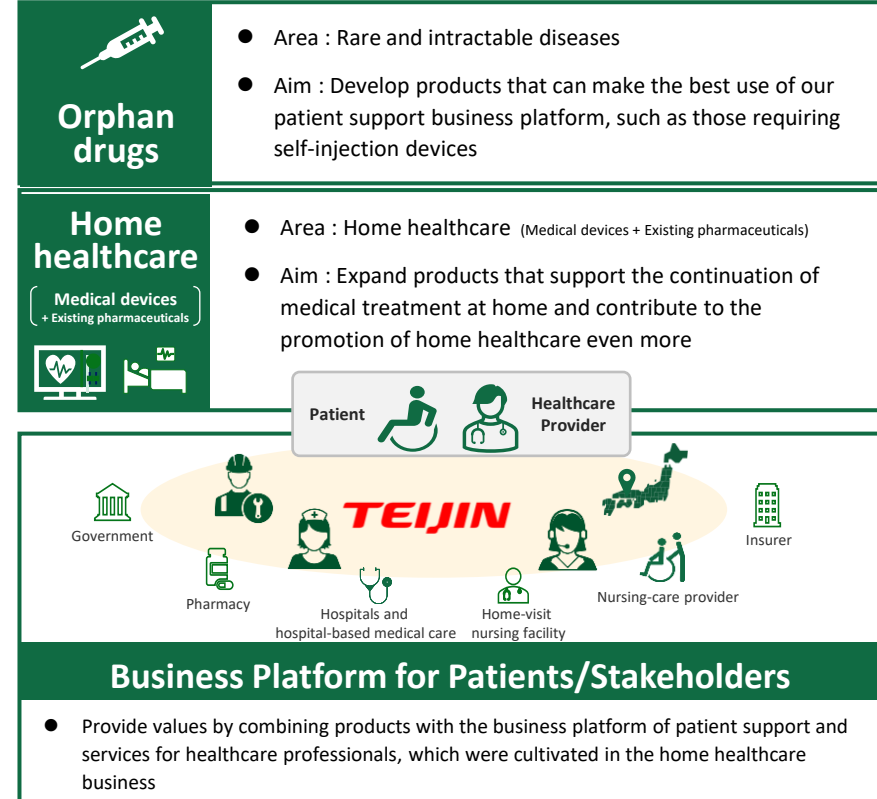 Orphan
drugs
● Area : Rare and intractable diseases
● Aim : Develop products that can make the best use of our
patient support business platform, such as those requiring
self-injection devices
Home
healthcare
Medical devices
+ Existing pharmaceuticals
● Area : Home healthcare (Medical devices + Existing pharmaceuticals)
● Aim : Expand products that support the continuation of
medical treatment at home and contribute to the
promotion of home healthcare even more
Patient
Healthcare
Provider
TEIJIN
Government
Insurer
Pharmacy
Hospitals and
hospital-based medical care
Home-visit
nursing facility
Nursing-care provider
Business Platform for Patients/Stakeholders
● Provide values by combining products with the business platform of patient support and
services for healthcare professionals, which were cultivated in the home healthcare
business